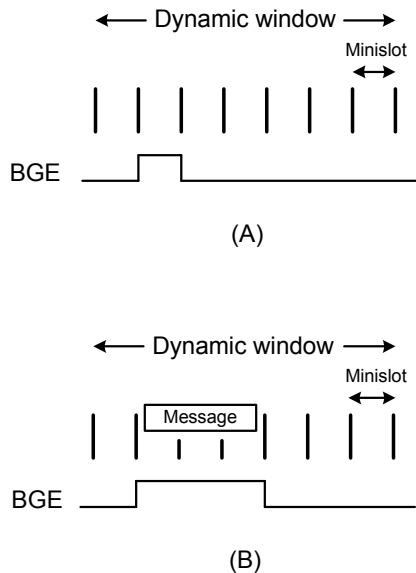 Dynamic window
Minislot
BGE
(A)
Dynamic window
Minislot
Message
BGE
(B)